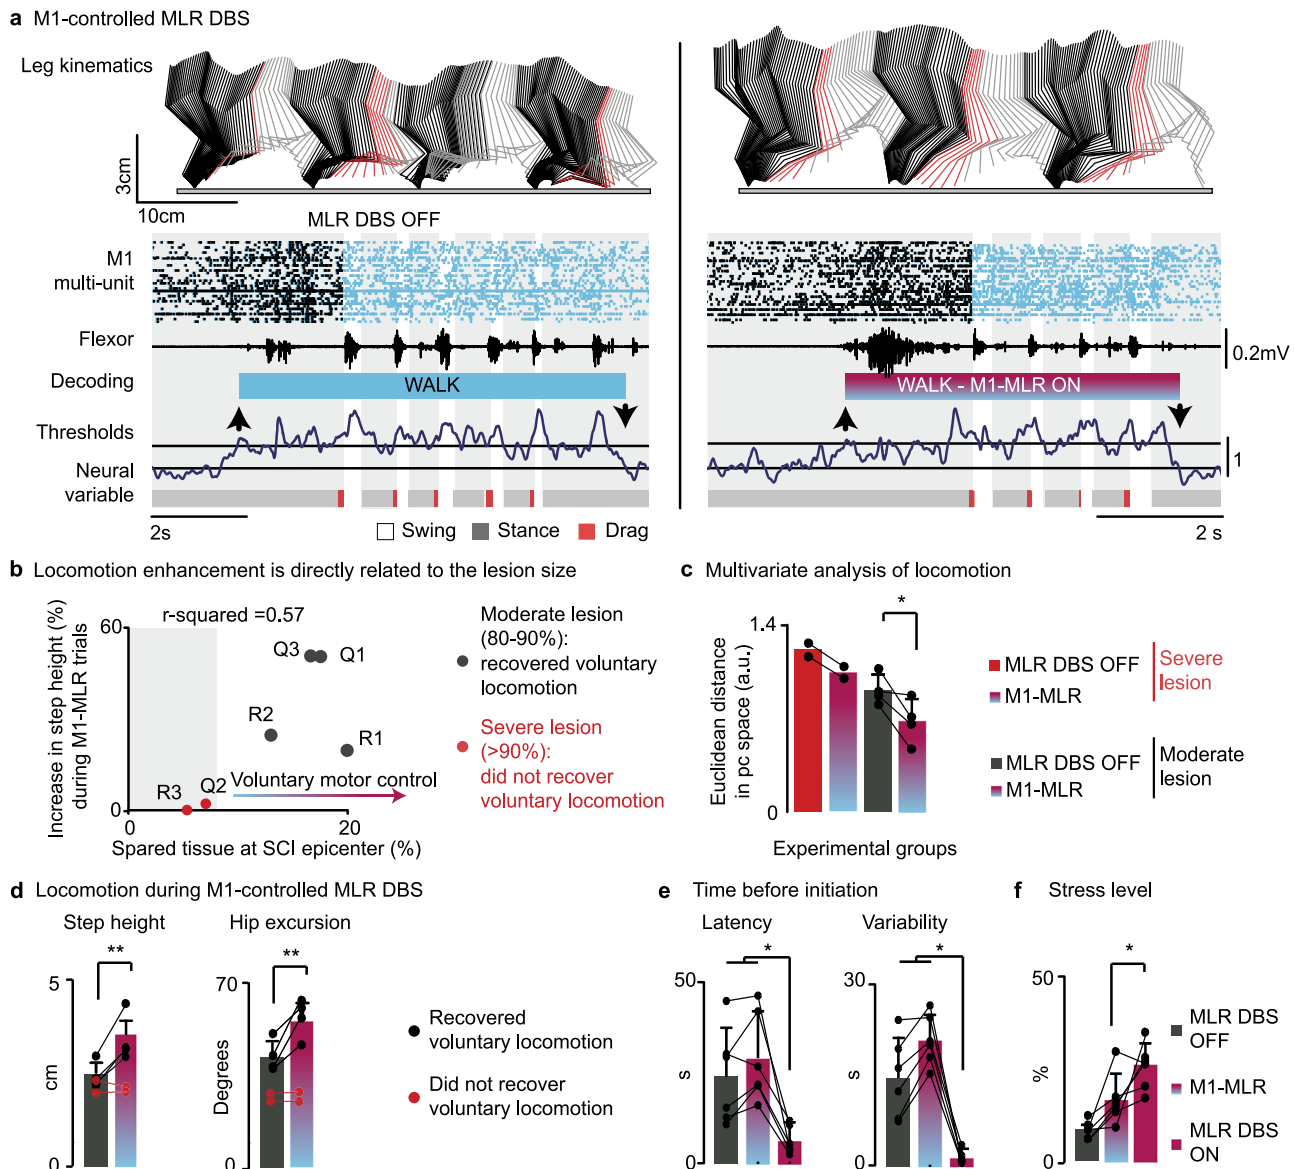 a M1-controlled MLR DBS
Leg kinematics
3cm
10cm
MLR DBS OFF
M1
multi-unit
Flexor
0.2mV
Decoding
WALK
WALK - M1-MLR ON
Thresholds
Neural
variable
1
2s
Swing
Stance
Drag
2 s
b Locomotion enhancement is directly related to the lesion size
r-squared =0.57
Increase in step height (%)
during M1-MLR trials
60
0
Q3
Q1
R2
R1
R3
Q2
Voluntary motor control
0
20
Spared tissue at SCI epicenter (%)
Moderate lesion
(80-90%):
recovered voluntary
locomotion
Severe lesion
(>90%):
did not recover
voluntary locomotion
c Multivariate analysis of locomotion
Euclidean distance
in pc space (a.u.)
1.4
0
*
Experimental groups
MLR DBS OFF
M1-MLR
Severe
lesion
MLR DBS OFF
M1-MLR
Moderate
lesion
d Locomotion during M1-controlled MLR DBS
Step height
**
5
cm
0
Hip excursion
**
70
Degrees
0
Recovered
voluntary locomotion
Did not recover
voluntary locomotion
e Time before initiation
Latency
*
50
s
0
Variability
*
30
s
0
f Stress level
*
50
%
0
MLR DBS
OFF
M1-MLR
MLR DBS
ON